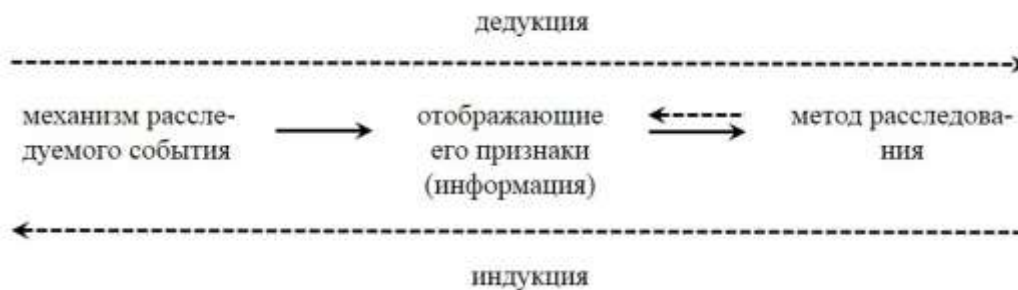 дедукция
механизм рассле-
дуемого события
отображающие
его признаки
(информация)
метод расследова-
ния
индукция